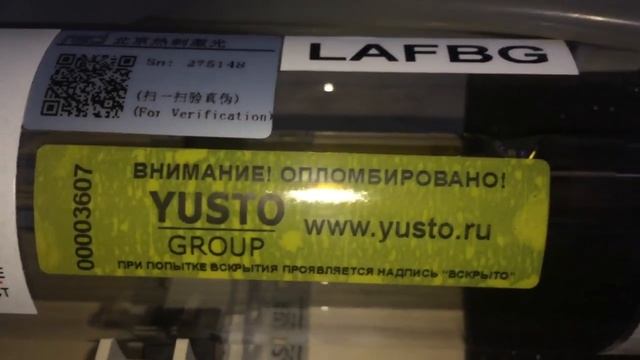 北京热刺激光
Sn: 275148
(扫一扫验真伪)
(For Verification)
LAFBG
00003607
ВНИМАНИЕ! ОПЛОМБИРОВАНО!
YUSTO
GROUP
www.yusto.ru
ПРИ ПОПЫТКЕ ВСКРЫТИЯ ПРОЯВЛЯЕТСЯ НАДПИСЬ "ВСКРЫТО"